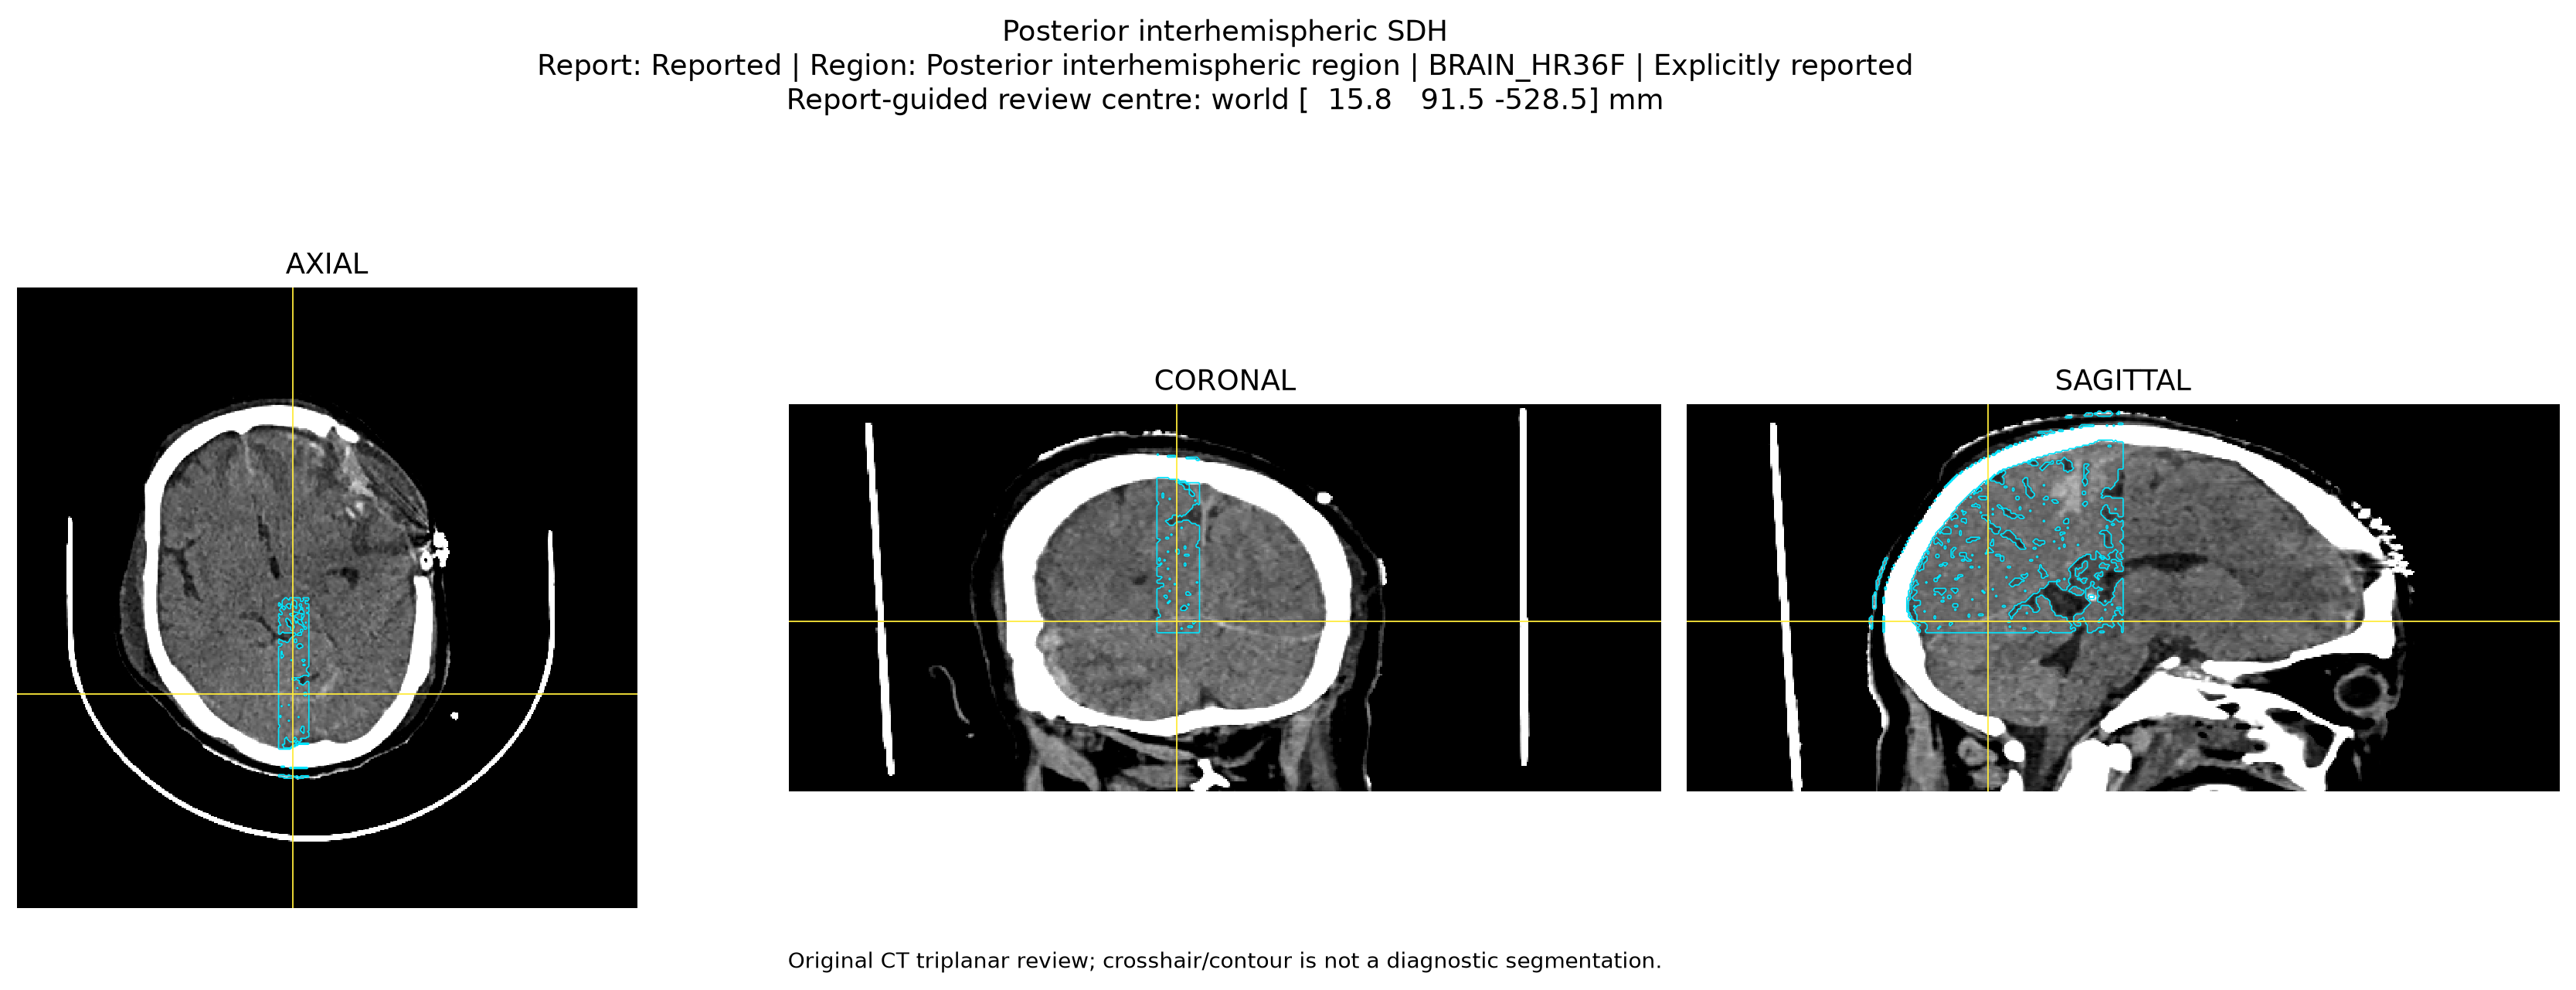 Posterior interhemispheric SDH
Report: Reported | Region: Posterior interhemispheric region | BRAIN_HR36F | Explicitly reported
Report-guided review centre: world [  15.8   91.5 -528.5] mm
AXIAL
CORONAL
SAGITTAL
Original CT triplanar review; crosshair/contour is not a diagnostic segmentation.